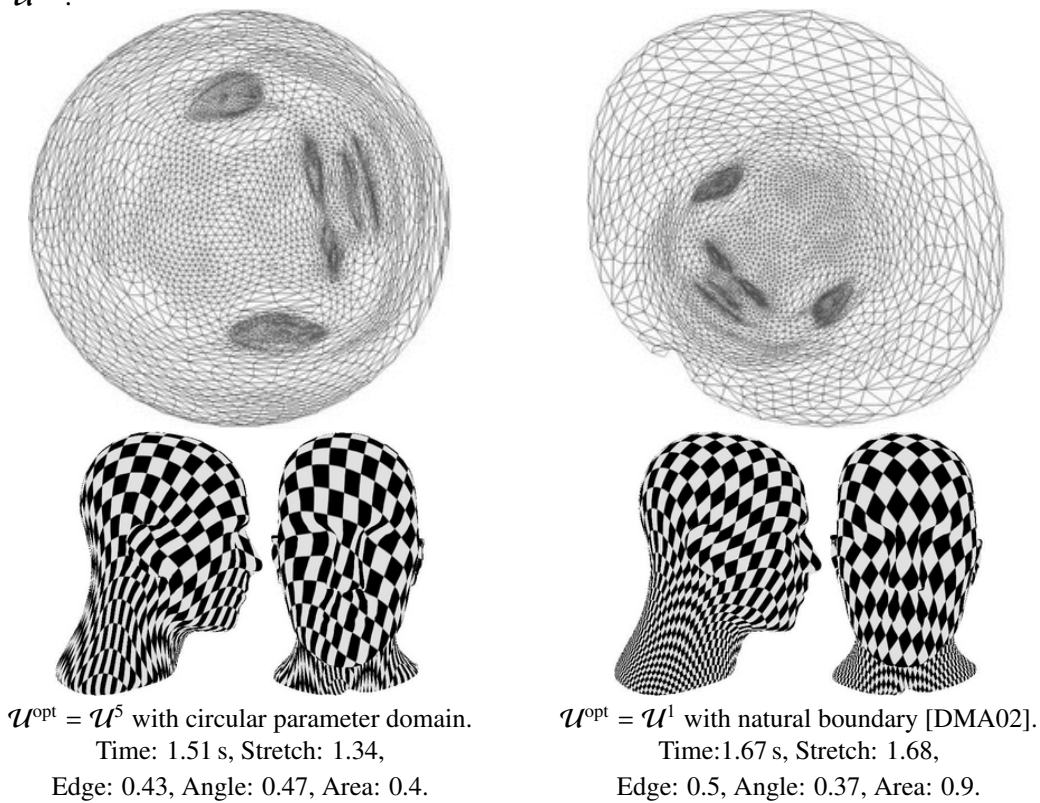 𝒰
𝒰^opt = 𝒰^5 with circular parameter domain.
Time: 1.51 s, Stretch: 1.34,
Edge: 0.43, Angle: 0.47, Area: 0.4.
𝒰^opt = 𝒰^1 with natural boundary [DMA02].
Time:1.67 s, Stretch: 1.68,
Edge: 0.5, Angle: 0.37, Area: 0.9.